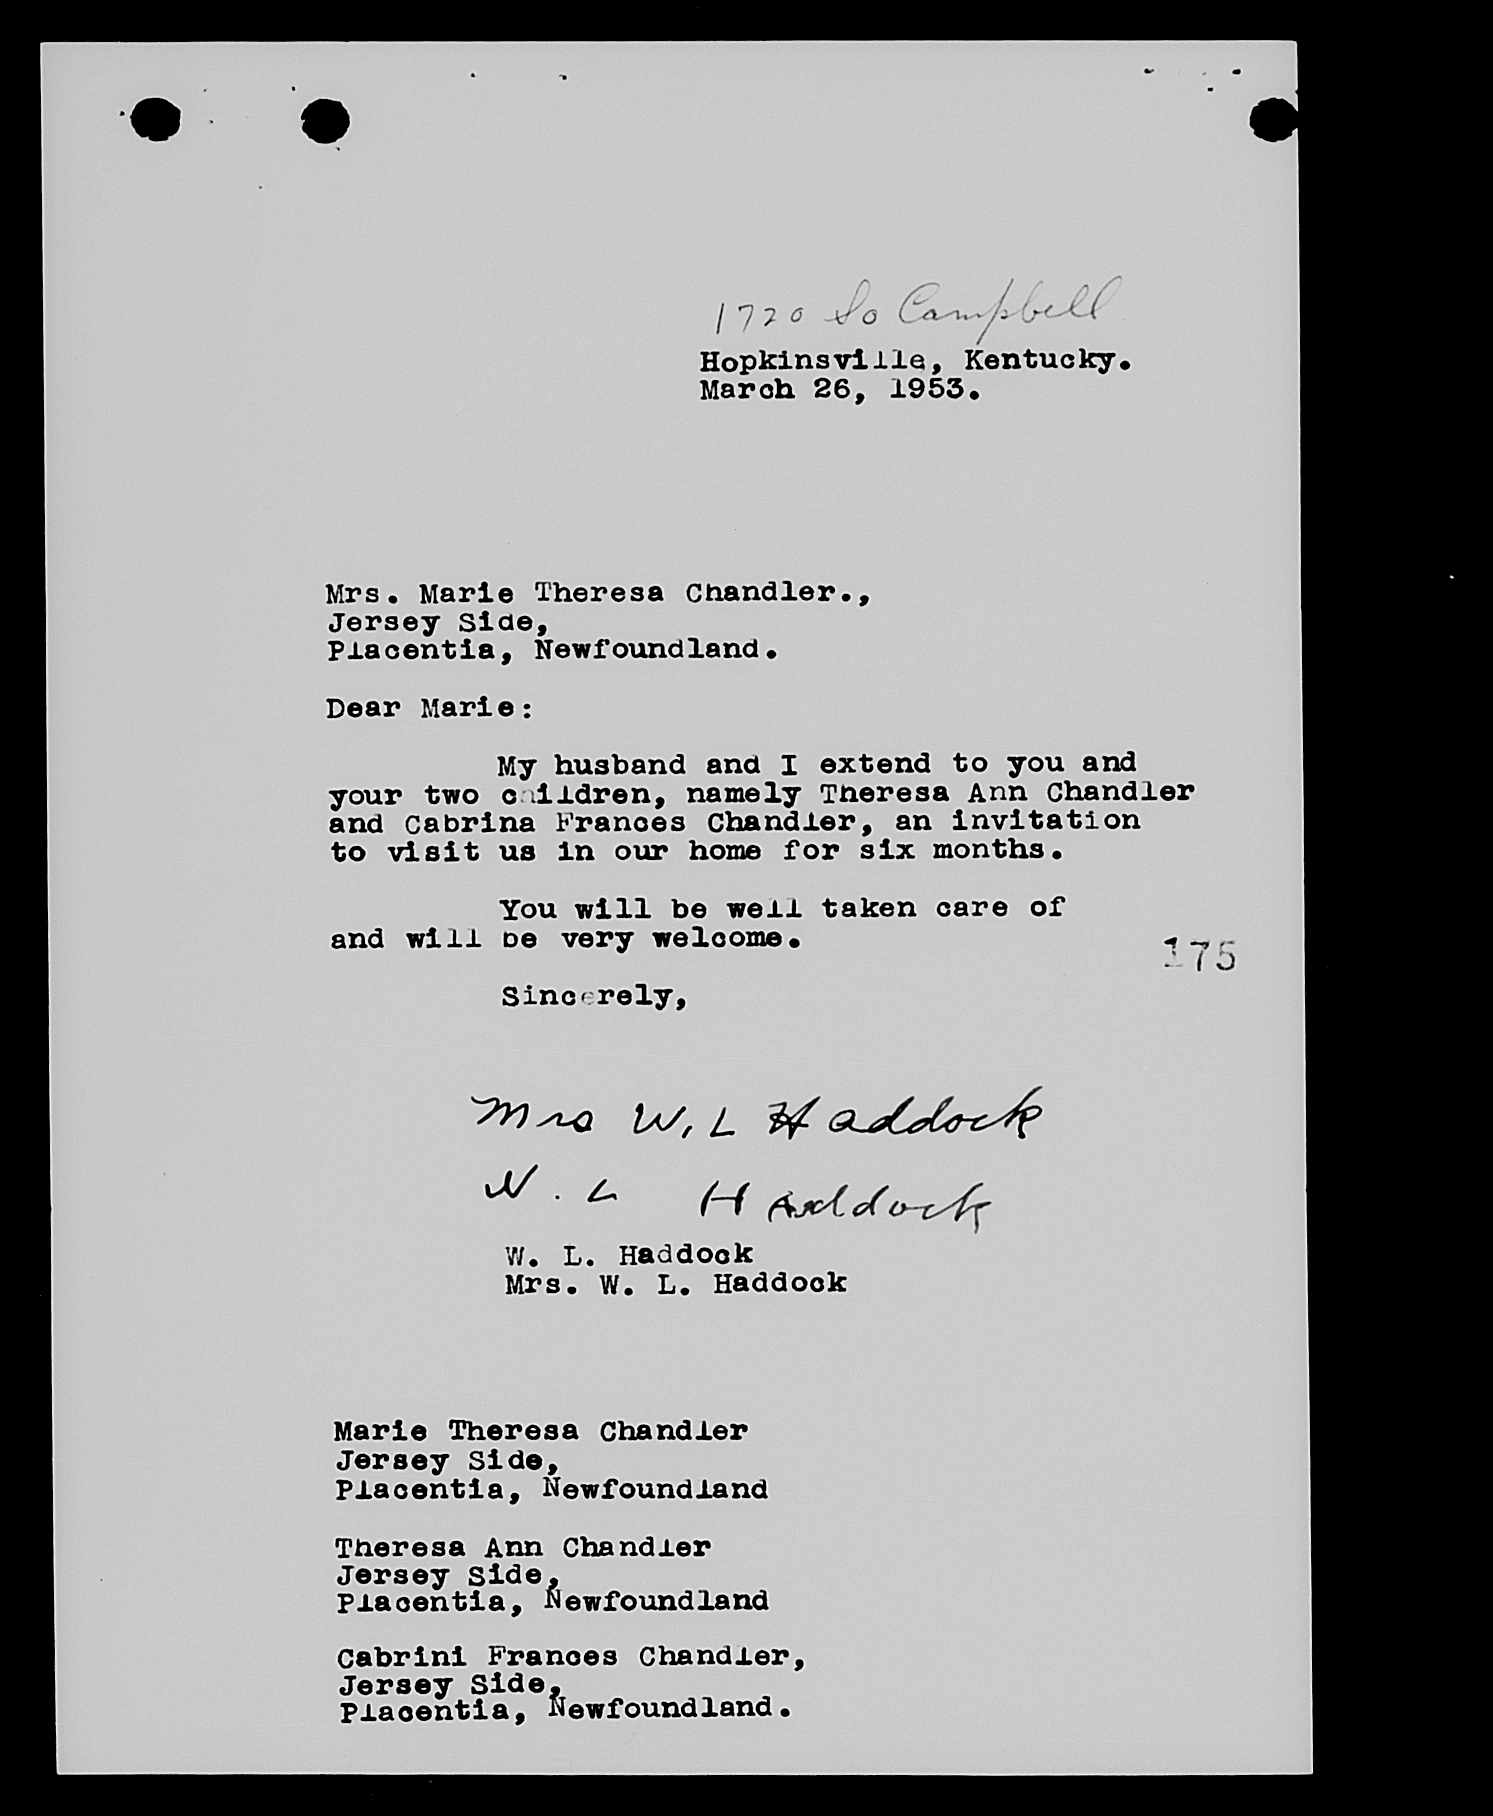 1720 So Campbell
Hopkinsville, Kentucky.
March 26, 1953.
Mrs. Marie Theresa Chandler.,
Jersey Side,
Placentia, Newfoundland.
Dear Marie:
My husband and I extend to you and
your two children, namely Theresa Ann Chandler
and Cabrina Frances Chandler, an invitation
to visit us in our home for six months.
You will be well taken care of
and will be very welcome.
175
Sincerely,
Mrs W. L Haddock
W. L Haddock
W. L. Haddock
Mrs. W. L. Haddock
Marie Theresa Chandler
Jersey Side,
Placentia, Newfoundland
Theresa Ann Chandler
Jersey Side,
Placentia, Newfoundland
Cabrini Frances Chandler,
Jersey Side,
Placentia, Newfoundland.